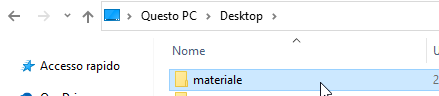 Questo PC > Desktop >
Nome
Accesso rapido
materiale